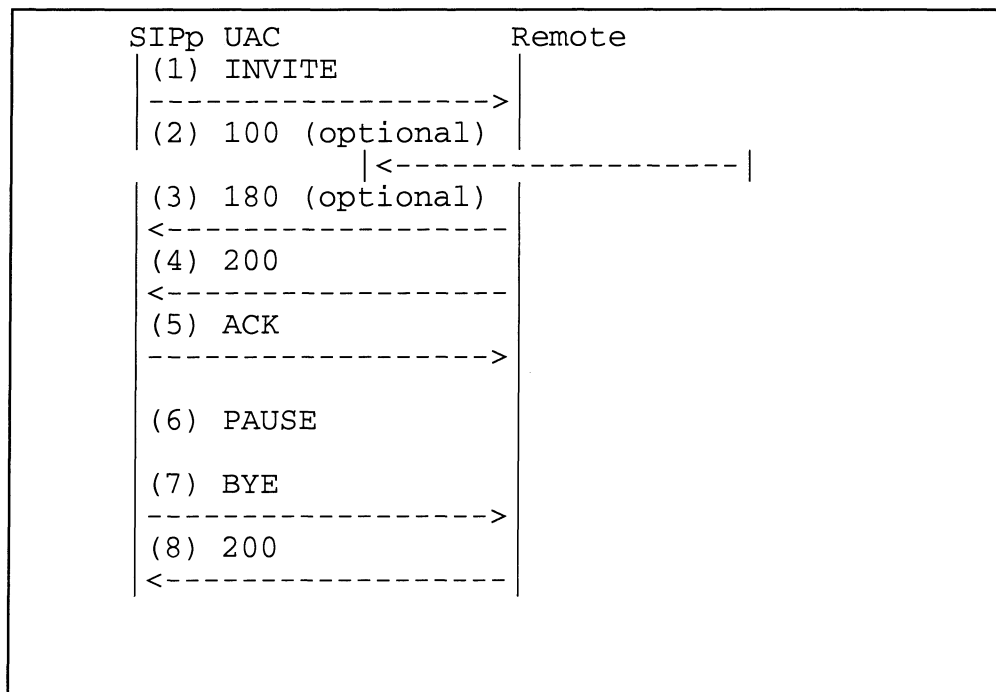 SIPp UAC Remote
|(1) INVITE |
|------------------>|
|(2) 100 (optional) |
|<------------------|
|(3) 180 (optional) |
|<------------------|
|(4) 200 |
|<------------------|
|(5) ACK |
|------------------>|
|(6) PAUSE |
|(7) BYE |
|------------------>|
|(8) 200 |
|<------------------|